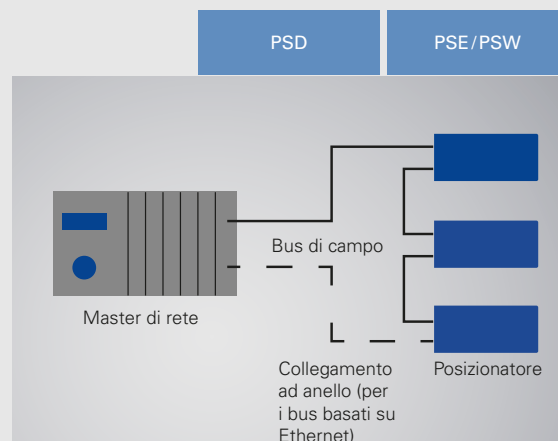 PSD
PSE/PSW
Bus di campo
Master di rete
Collegamento
ad anello (per
i bus basati su
Ethernet)
Posizionatore